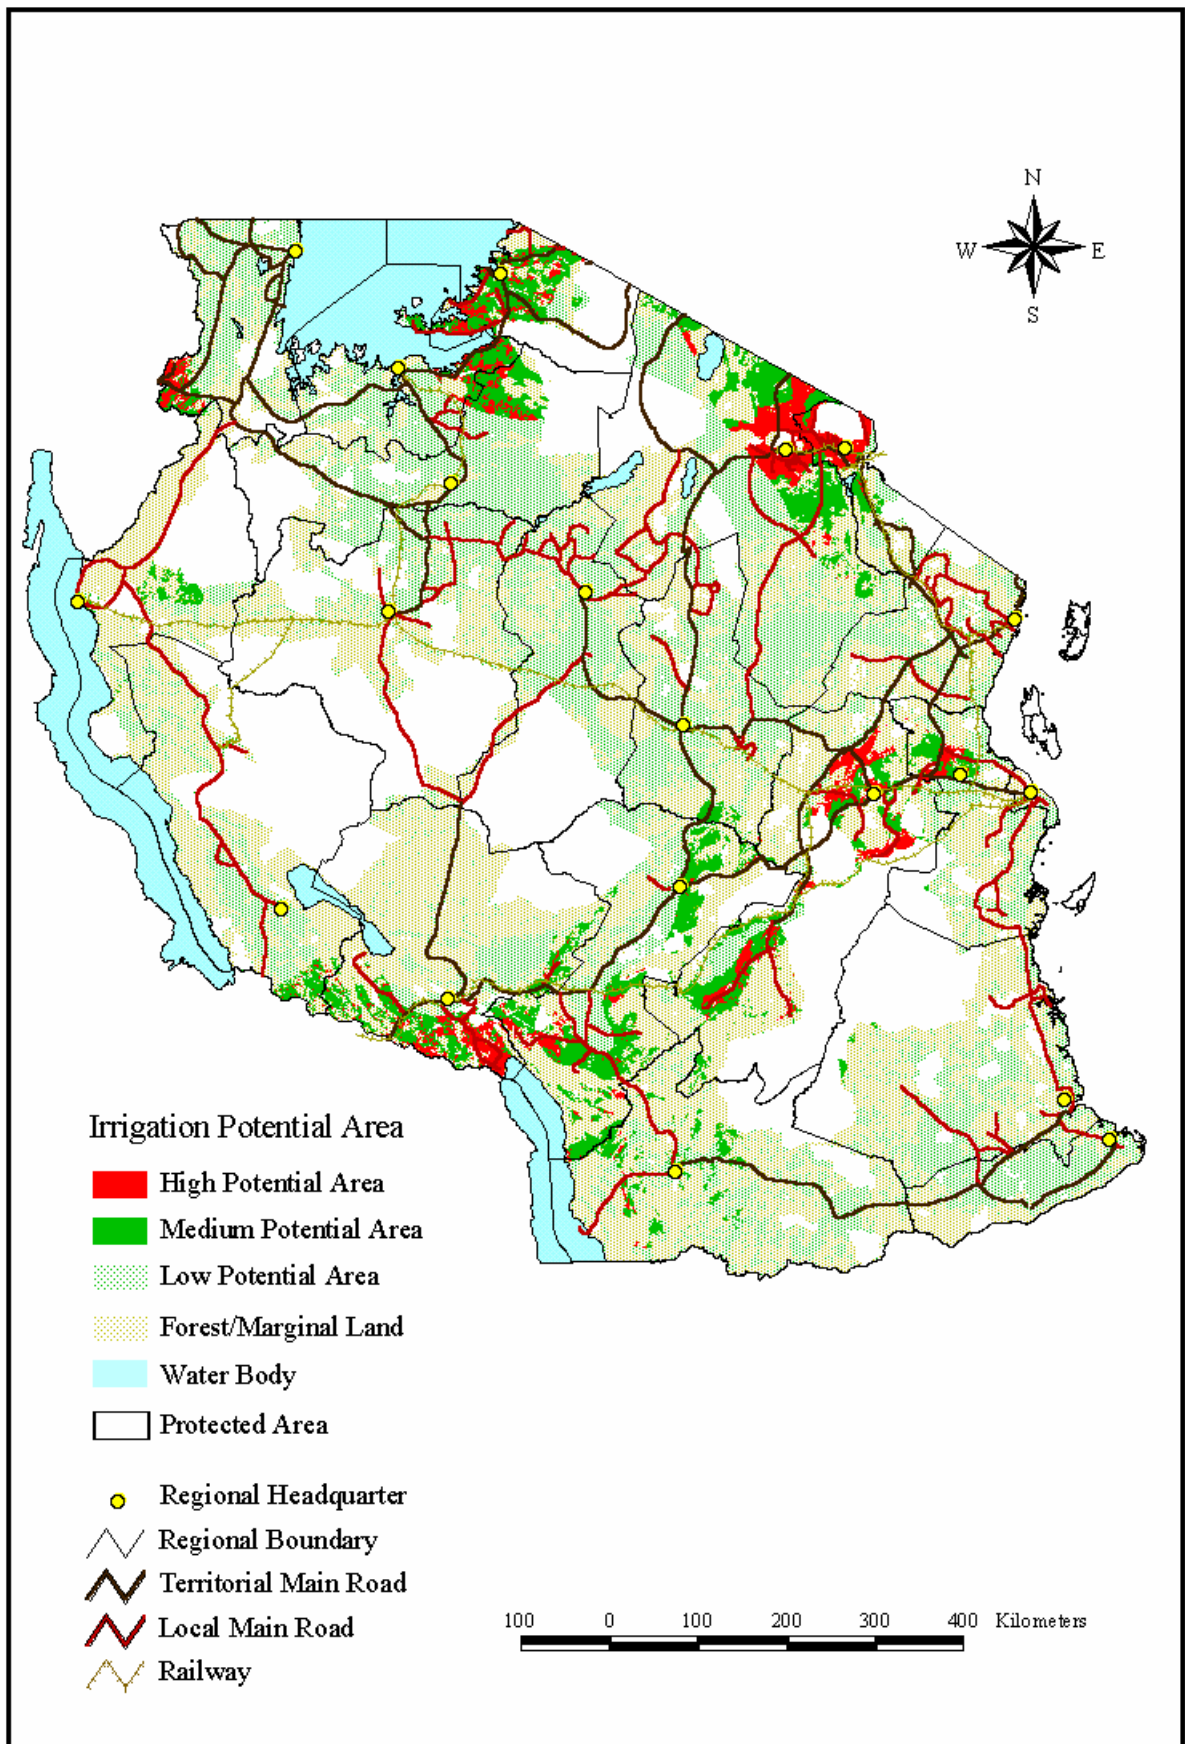 N
W E
S
Irrigation Potential Area
High Potential Area
Medium Potential Area
Low Potential Area
Forest/Marginal Land
Water Body
Protected Area
Regional Headquarter
Regional Boundary
Territorial Main Road
Local Main Road
Railway
100 0 100 200 300 400 Kilometers